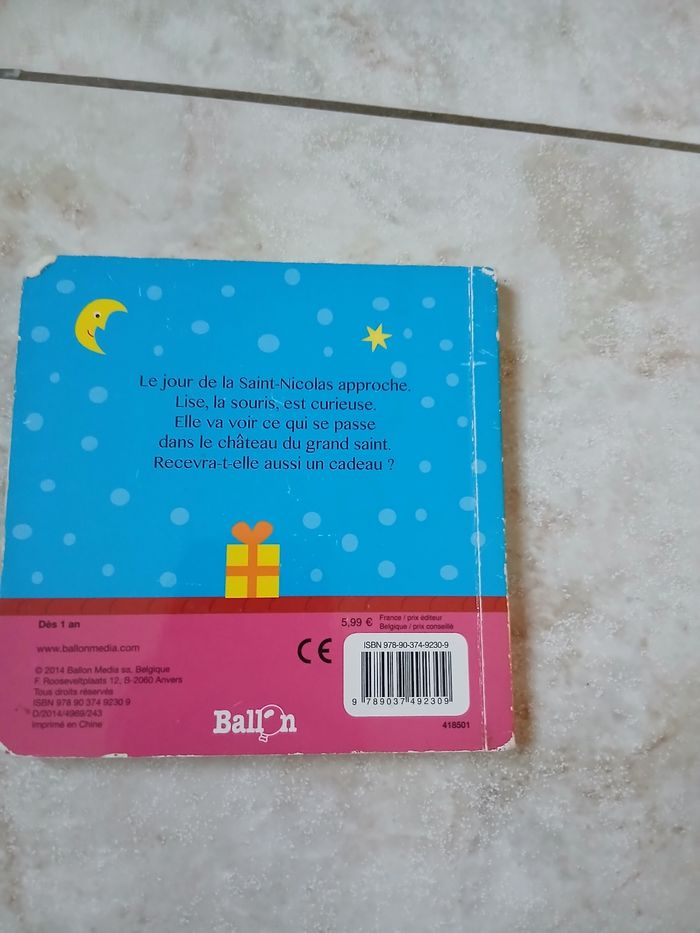 Le jour de la Saint-Nicolas approche.
Lise, la souris, est curieuse.
Elle va voir ce qui se passe
dans le château du grand saint.
Recevra-t-elle aussi un cadeau ?
Dès 1 an
www.ballonmedia.com
© 2014 Ballon Media sa, Belgique
F. Rooseveltplaats 12, B-2060 Anvers
Tous droits réservés
ISBN 978 90 374 9230 9
D/2014/4969/243
Imprimé en Chine
Ballon
CE
5,99 € France / prix éditeur
Belgique / prix conseillé
ISBN 978-90-374-9230-9
9 789037 492309
418501